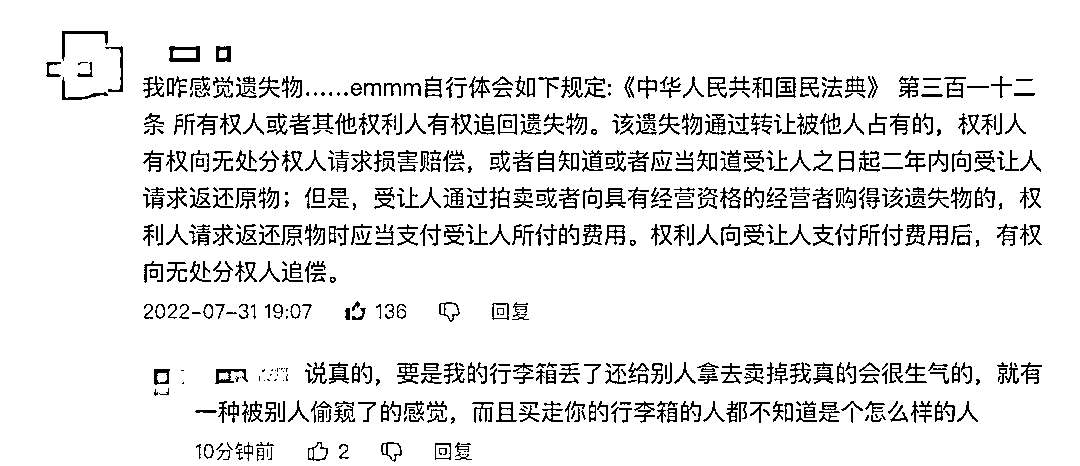 我咋感觉遗失物……emmm自行体会如下规定:《中华人民共和国民法典》 第三百一十二
条 所有权人或者其他权利人有权追回遗失物。该遗失物通过转让被他人占有的，权利人
有权向无处分权人请求损害赔偿，或者自知道或者应当知道受让人之日起二年内向受让人
请求返还原物；但是，受让人通过拍卖或者向具有经营资格的经营者购得该遗失物的，权
利人请求返还原物时应当支付受让人所付的费用。权利人向受让人支付所付费用后，有权
向无处分权人追偿。
2022-07-31 19:07 136 回复
说真的，要是我的行李箱丢了还给别人拿去卖掉我真的会很生气的，就有
一种被别人偷窥了的感觉，而且买走你的行李箱的人都不知道是个怎么样的人
10分钟前 2 回复